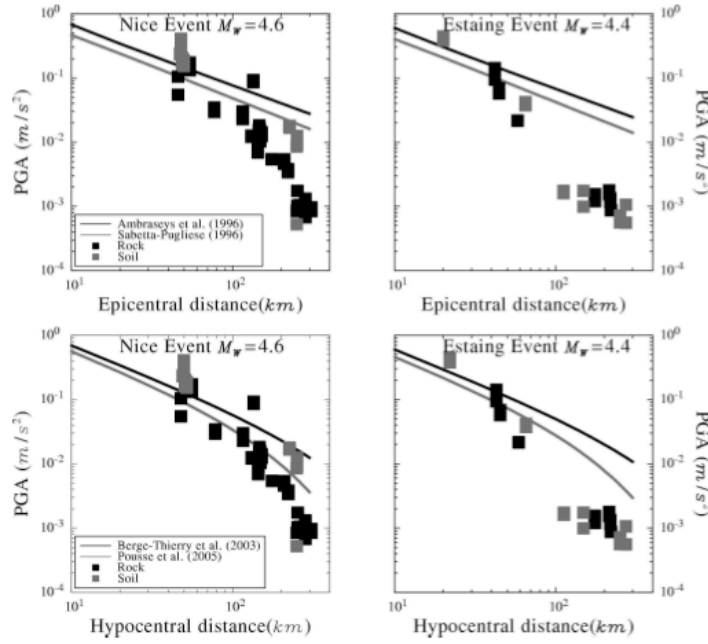 Nice Event M_w=4.6
Estaing Event M_w=4.4
10^0
10^-1
10^-2
10^-3
10^-4
PGA (m/s²)
Ambraseys et al. (1996)
Sabetta-Pugliese (1996)
Rock
Soil
10^1
10^2
Epicentral distance(km)
10^0
10^-1
10^-2
10^-3
10^-4
PGA (m/s²)
10^1
10^2
Epicentral distance(km)
Nice Event M_w=4.6
Estaing Event M_w=4.4
10^0
10^-1
10^-2
10^-3
10^-4
PGA (m/s²)
Berge-Thierry et al. (2003)
Pousse et al. (2005)
Rock
Soil
10^1
10^2
Hypocentral distance(km)
10^0
10^-1
10^-2
10^-3
10^-4
PGA (m/s²)
10^1
10^2
Hypocentral distance(km)